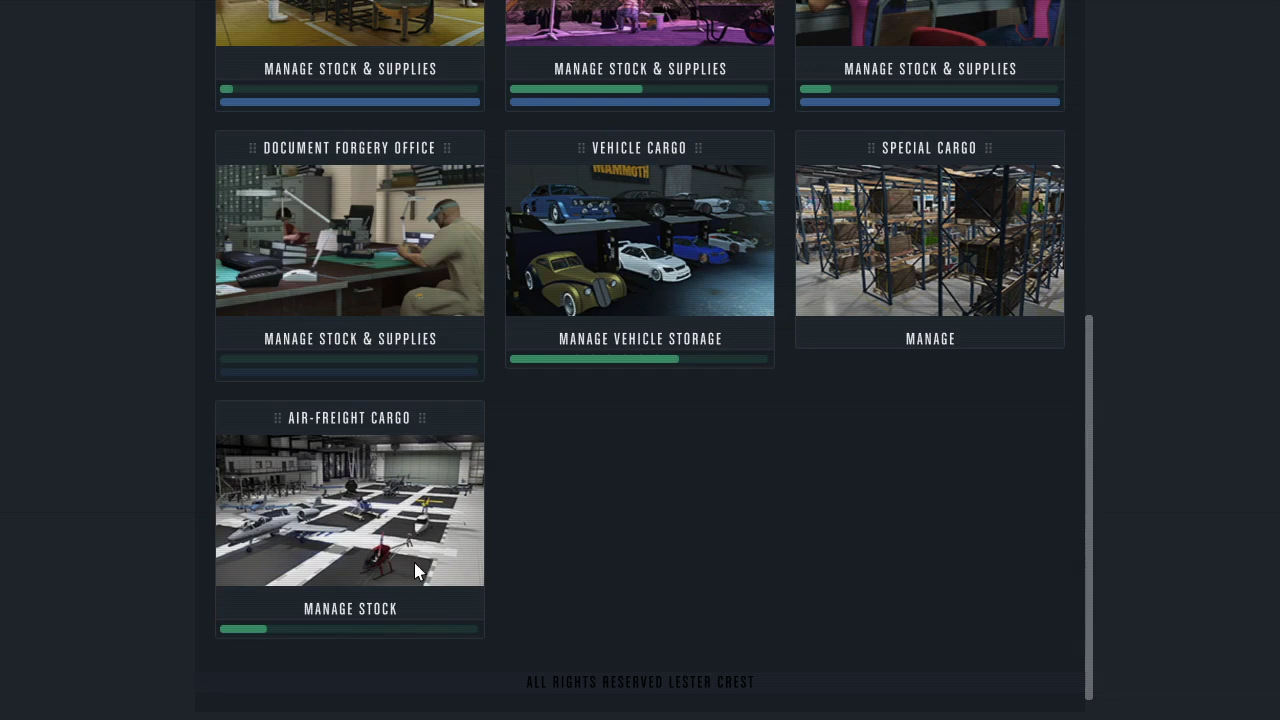 MANAGE STOCK & SUPPLIES
MANAGE STOCK & SUPPLIES
MANAGE STOCK & SUPPLIES
DOCUMENT FORGERY OFFICE
VEHICLE CARGO
SPECIAL CARGO
MAMMOTH
MANAGE STOCK & SUPPLIES
MANAGE VEHICLE STORAGE
MANAGE
AIR-FREIGHT CARGO
MANAGE STOCK
ALL RIGHTS RESERVED LESTER CREST